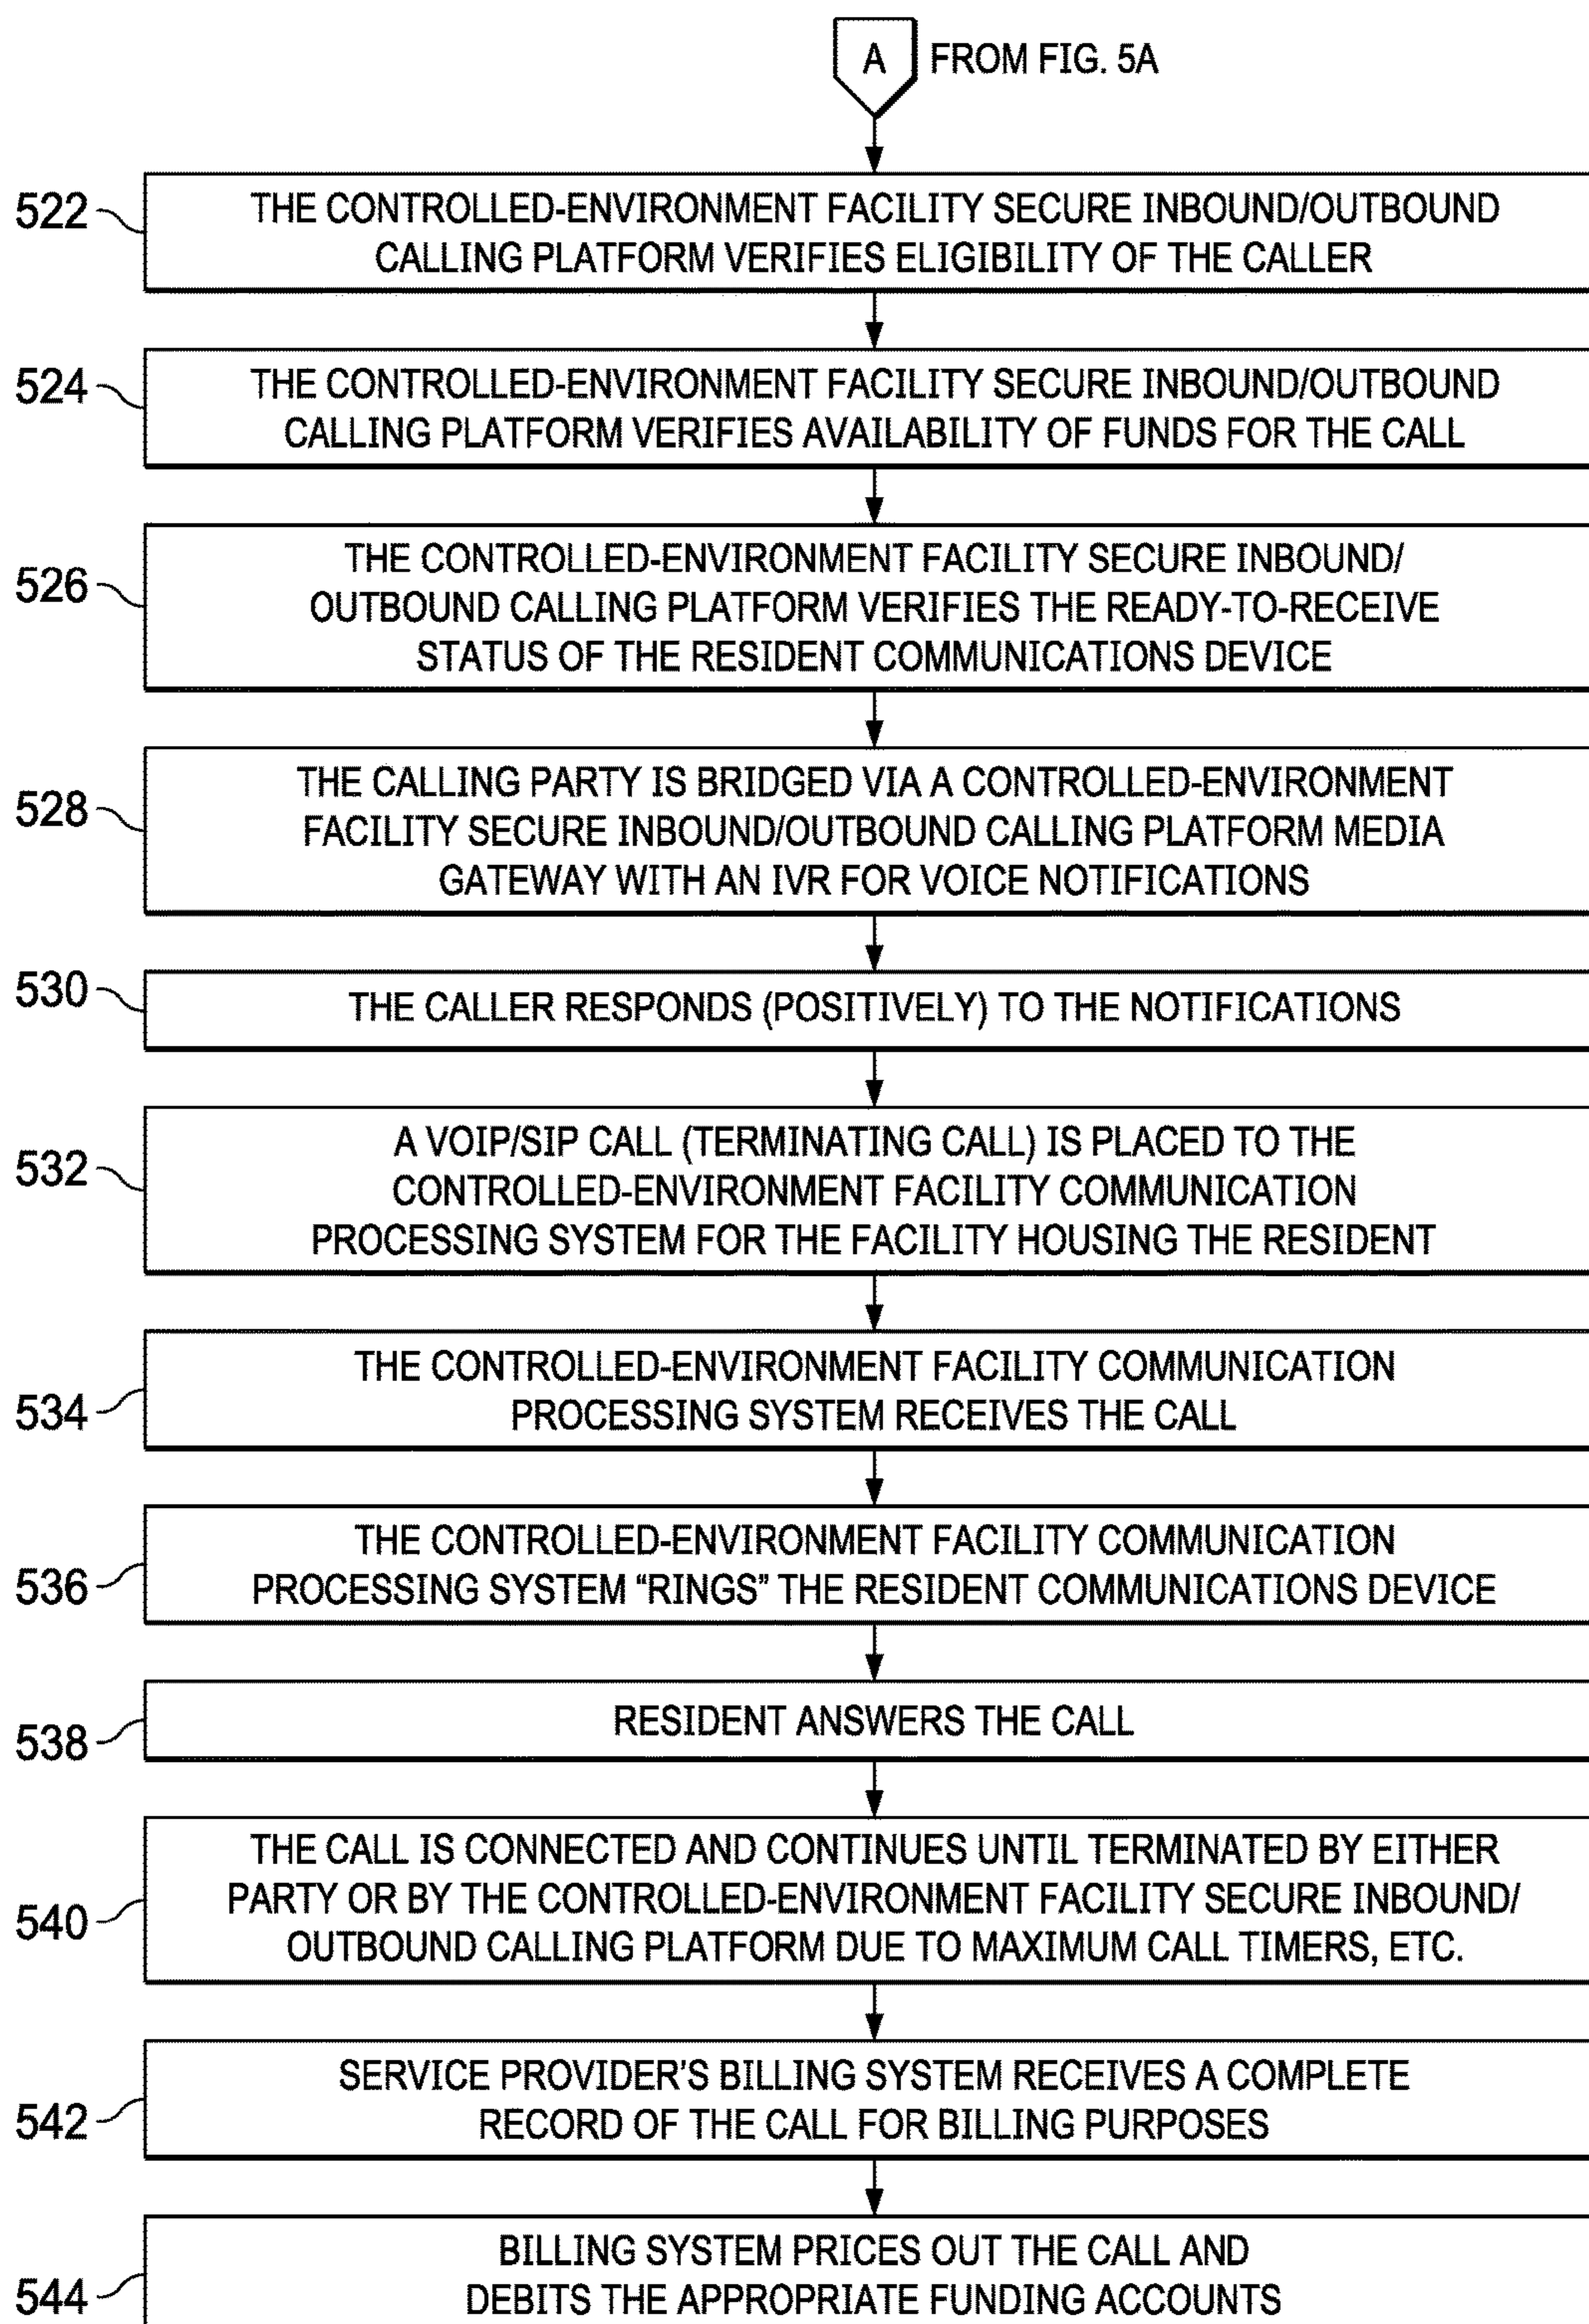 A FROM FIG. 5A
522
THE CONTROLLED-ENVIRONMENT FACILITY SECURE INBOUND/OUTBOUND
CALLING PLATFORM VERIFIES ELIGIBILITY OF THE CALLER
524
THE CONTROLLED-ENVIRONMENT FACILITY SECURE INBOUND/OUTBOUND
CALLING PLATFORM VERIFIES AVAILABILITY OF FUNDS FOR THE CALL
526
THE CONTROLLED-ENVIRONMENT FACILITY SECURE INBOUND/
OUTBOUND CALLING PLATFORM VERIFIES THE READY-TO-RECEIVE
STATUS OF THE RESIDENT COMMUNICATIONS DEVICE
528
THE CALLING PARTY IS BRIDGED VIA A CONTROLLED-ENVIRONMENT
FACILITY SECURE INBOUND/OUTBOUND CALLING PLATFORM MEDIA
GATEWAY WITH AN IVR FOR VOICE NOTIFICATIONS
530
THE CALLER RESPONDS (POSITIVELY) TO THE NOTIFICATIONS
532
A VOIP/SIP CALL (TERMINATING CALL) IS PLACED TO THE
CONTROLLED-ENVIRONMENT FACILITY COMMUNICATION
PROCESSING SYSTEM FOR THE FACILITY HOUSING THE RESIDENT
534
THE CONTROLLED-ENVIRONMENT FACILITY COMMUNICATION
PROCESSING SYSTEM RECEIVES THE CALL
536
THE CONTROLLED-ENVIRONMENT FACILITY COMMUNICATION
PROCESSING SYSTEM “RINGS” THE RESIDENT COMMUNICATIONS DEVICE
538
RESIDENT ANSWERS THE CALL
540
THE CALL IS CONNECTED AND CONTINUES UNTIL TERMINATED BY EITHER
PARTY OR BY THE CONTROLLED-ENVIRONMENT FACILITY SECURE INBOUND/
OUTBOUND CALLING PLATFORM DUE TO MAXIMUM CALL TIMERS, ETC.
542
SERVICE PROVIDER’S BILLING SYSTEM RECEIVES A COMPLETE
RECORD OF THE CALL FOR BILLING PURPOSES
544
BILLING SYSTEM PRICES OUT THE CALL AND
DEBITS THE APPROPRIATE FUNDING ACCOUNTS